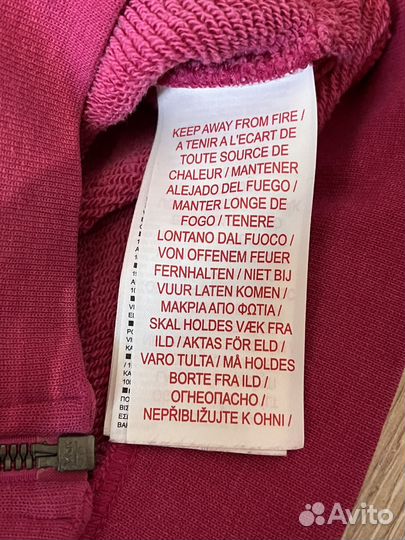 KEEP AWAY FROM FIRE /
A TENIR A L'ECART DE
TOUTE SOURCE DE
CHALEUR / MANTENER
ALEJADO DEL FUEGO /
MANTER LONGE DE
FOGO / TENERE
LONTANO DAL FUOCO /
VON OFFENEM FEUER
FERNHALTEN / NIET BIJ
VUUR LATEN KOMEN /
ΜΑΚΡΙΑ ΑΠΟ ΦΩΤΙΑ /
SKAL HOLDES VÆK FRA
ILD / AKTAS FÖR ELD /
VARO TULTA / MÅ HOLDES
BORTE FRA ILD /
ОГНЕОПАСНО /
NEPŘIBLIŽUJTE K OHNI /
Avito